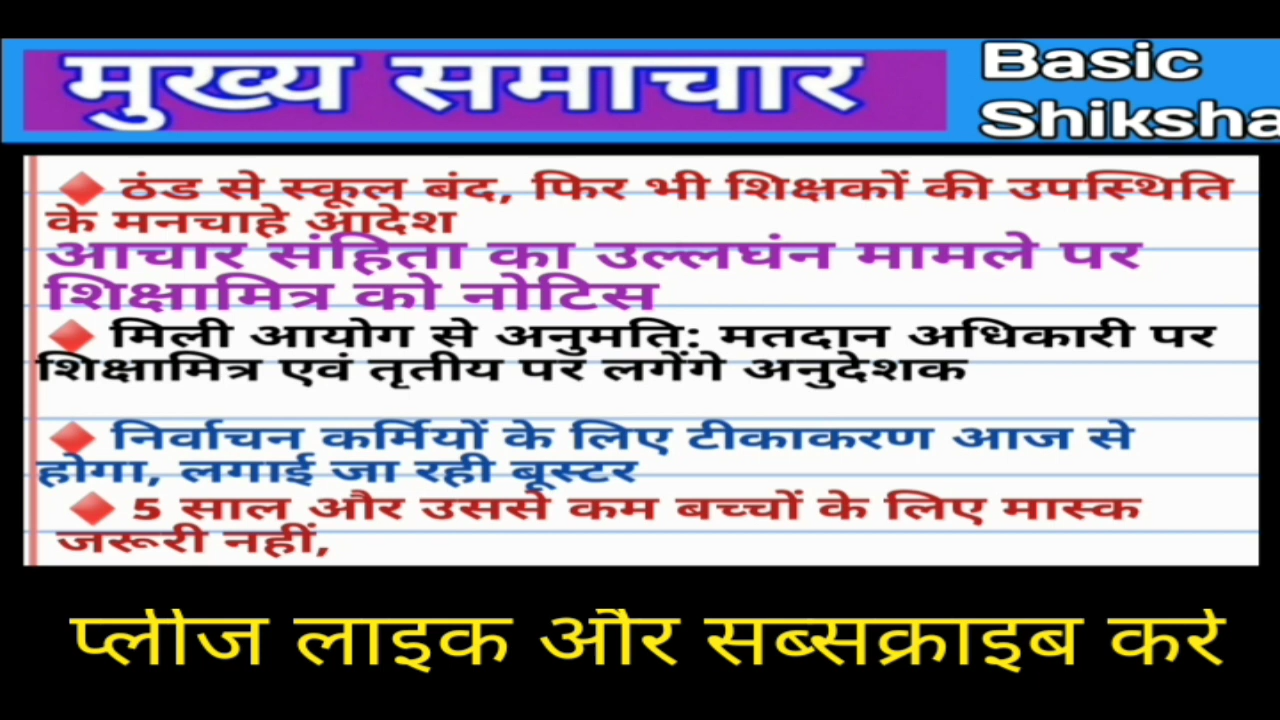 मुख्य समाचार
Basic
Shiksha
ठंड से स्कूल बंद, फिर भी शिक्षकों की उपस्थिति
के मनचाहे आदेश
आचार संहिता का उल्लघंन मामले पर
शिक्षामित्र को नोटिस
मिली आयोग से अनुमति: मतदान अधिकारी पर
शिक्षामित्र एवं तृतीय पर लगेंगे अनुदेशक
निर्वाचन कर्मियों के लिए टीकाकरण आज से
होगा, लगाई जा रही बूस्टर
5 साल और उससे कम बच्चों के लिए मास्क
जरूरी नहीं,
प्लीज लाइक और सब्सक्राइब करे